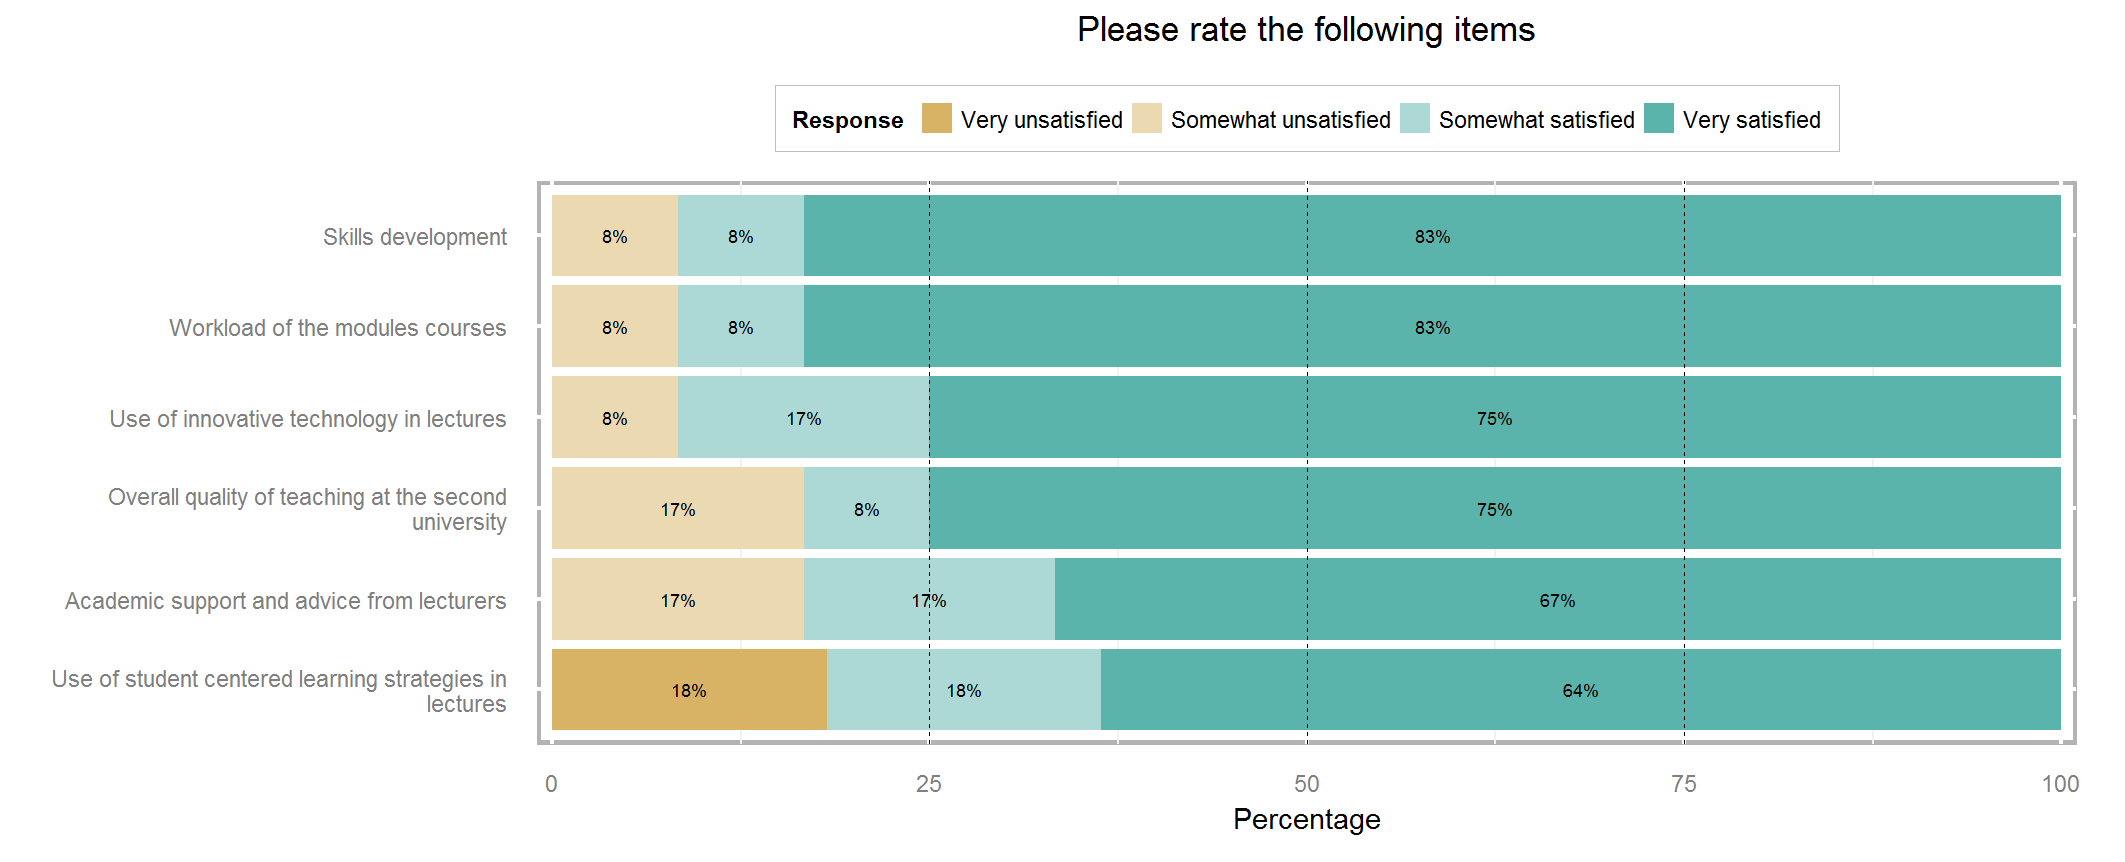 Please rate the following items
Response Very unsatisfied Somewhat unsatisfied Somewhat satisfied Very satisfied
Skills development 8% 8% 83%
Workload of the modules courses 8% 8% 83%
Use of innovative technology in lectures 8% 17% 75%
Overall quality of teaching at the second
university
17% 8% 75%
Academic support and advice from lecturers 17% 17% 67%
Use of student centered learning strategies in
lectures
18% 18% 64%
0 25 50 75 100
Percentage